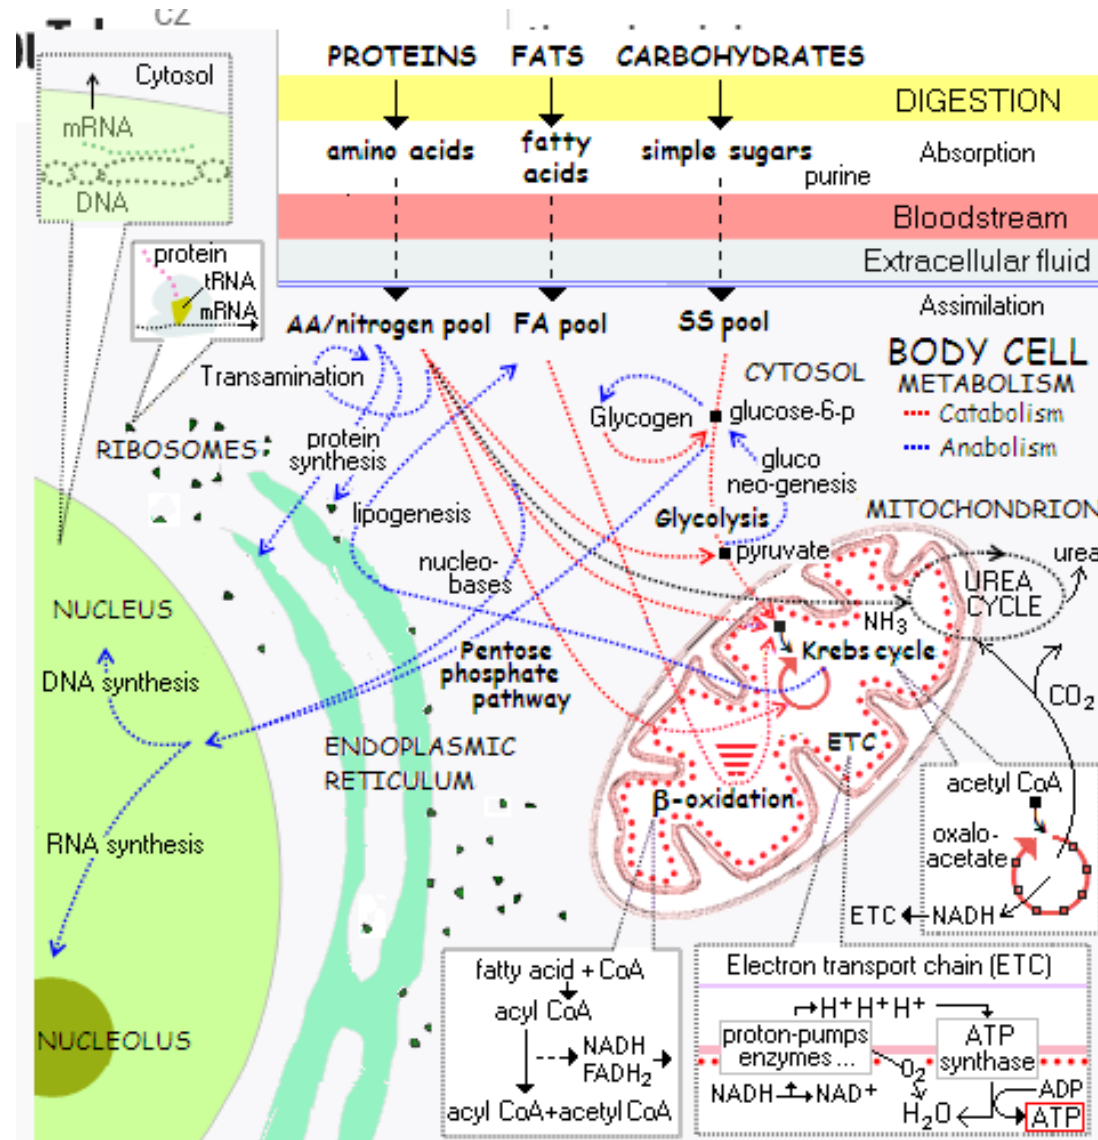 CZ
Cytosol
mRNA
DNA
protein
tRNA
mRNA
PROTEINS FATS CARBOHYDRATES
DIGESTION
amino acids
fatty
acids
simple sugars
purine
Absorption
Bloodstream
Extracellular fluid
Assimilation
AA/nitrogen pool
FA pool
SS pool
BODY CELL
METABOLISM
Catabolism
Anabolism
CYTOSOL
Transamination
Glycogen
glucose-6-p
RIBOSOMES
protein
synthesis
gluco
neo-genesis
lipogenesis
Glycolysis
MITOCHONDRION
pyruvate
urea
nucleo-
bases
UREA
CYCLE
NH3
NUCLEUS
Krebs cycle
DNA synthesis
Pentose
phosphate
pathway
CO2
ENDOPLASMIC
RETICULUM
ETC
β-oxidation
acetyl CoA
oxalo-
acetate
ETC NADH
RNA synthesis
NUCLEOLUS
fatty acid + CoA
acyl CoA
NADH
FADH2
acyl CoA+acetyl CoA
Electron transport chain (ETC)
H+ H+ H+
proton-pumps
enzymes ...
ATP
synthase
O2
NADH NAD+
H2O
ADP
ATP